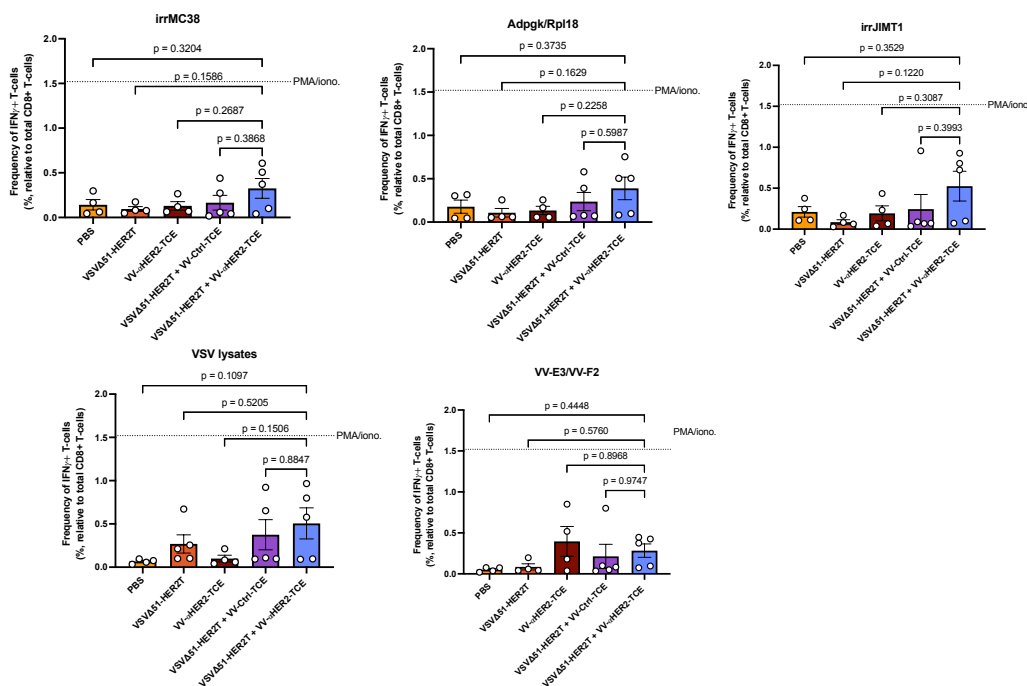 irrMC38
Frequency of IFNγ+ T-cells
(%, relative to total CD8+ T-cells)
2.0
1.5
1.0
0.5
0.0
p = 0.3204
p = 0.1586
p = 0.2687
p = 0.3868
PMA/iono.
PBS
VSVΔ51-HER2T
VV-αHER2-TCE
VSVΔ51-HER2T + VV-Ctrl-TCE
VSVΔ51-HER2T + VV-αHER2-TCE
Adpgk/Rpl18
Frequency of IFNγ+ T-cells
(%, relative to total CD8+ T-cells)
2.0
1.5
1.0
0.5
0.0
p = 0.3735
p = 0.1629
p = 0.2258
p = 0.5987
PMA/iono.
PBS
VSVΔ51-HER2T
VV-αHER2-TCE
VSVΔ51-HER2T + VV-Ctrl-TCE
VSVΔ51-HER2T + VV-αHER2-TCE
irrJIMT1
Frequency of IFNγ+ T-cells
(%, relative to total CD8+ T-cells)
2.0
1.5
1.0
0.5
0.0
p = 0.3529
p = 0.1220
p = 0.3087
p = 0.3993
PMA/iono
PBS
VSVΔ51-HER2T
VV-αHER2-TCE
VSVΔ51-HER2T + VV-Ctrl-TCE
VSVΔ51-HER2T + VV-αHER2-TCE
VSV lysates
Frequency of IFNγ+ T-cells
(%, relative to total CD8+ T-cells)
2.0
1.5
1.0
0.5
0.0
p = 0.1097
p = 0.5205
p = 0.1506
p = 0.8847
PMA/iono.
PBS
VSVΔ51-HER2T
VV-αHER2-TCE
VSVΔ51-HER2T + VV-Ctrl-TCE
VSVΔ51-HER2T + VV-αHER2-TCE
VV-E3/VV-F2
Frequency of IFNγ+ T-cells
(%, relative to total CD8+ T-cells)
2.0
1.5
1.0
0.5
0.0
p = 0.4448
p = 0.5760
p = 0.8968
p = 0.9747
PMA/iono.
PBS
VSVΔ51-HER2T
VV-αHER2-TCE
VSVΔ51-HER2T + VV-Ctrl-TCE
VSVΔ51-HER2T + VV-αHER2-TCE